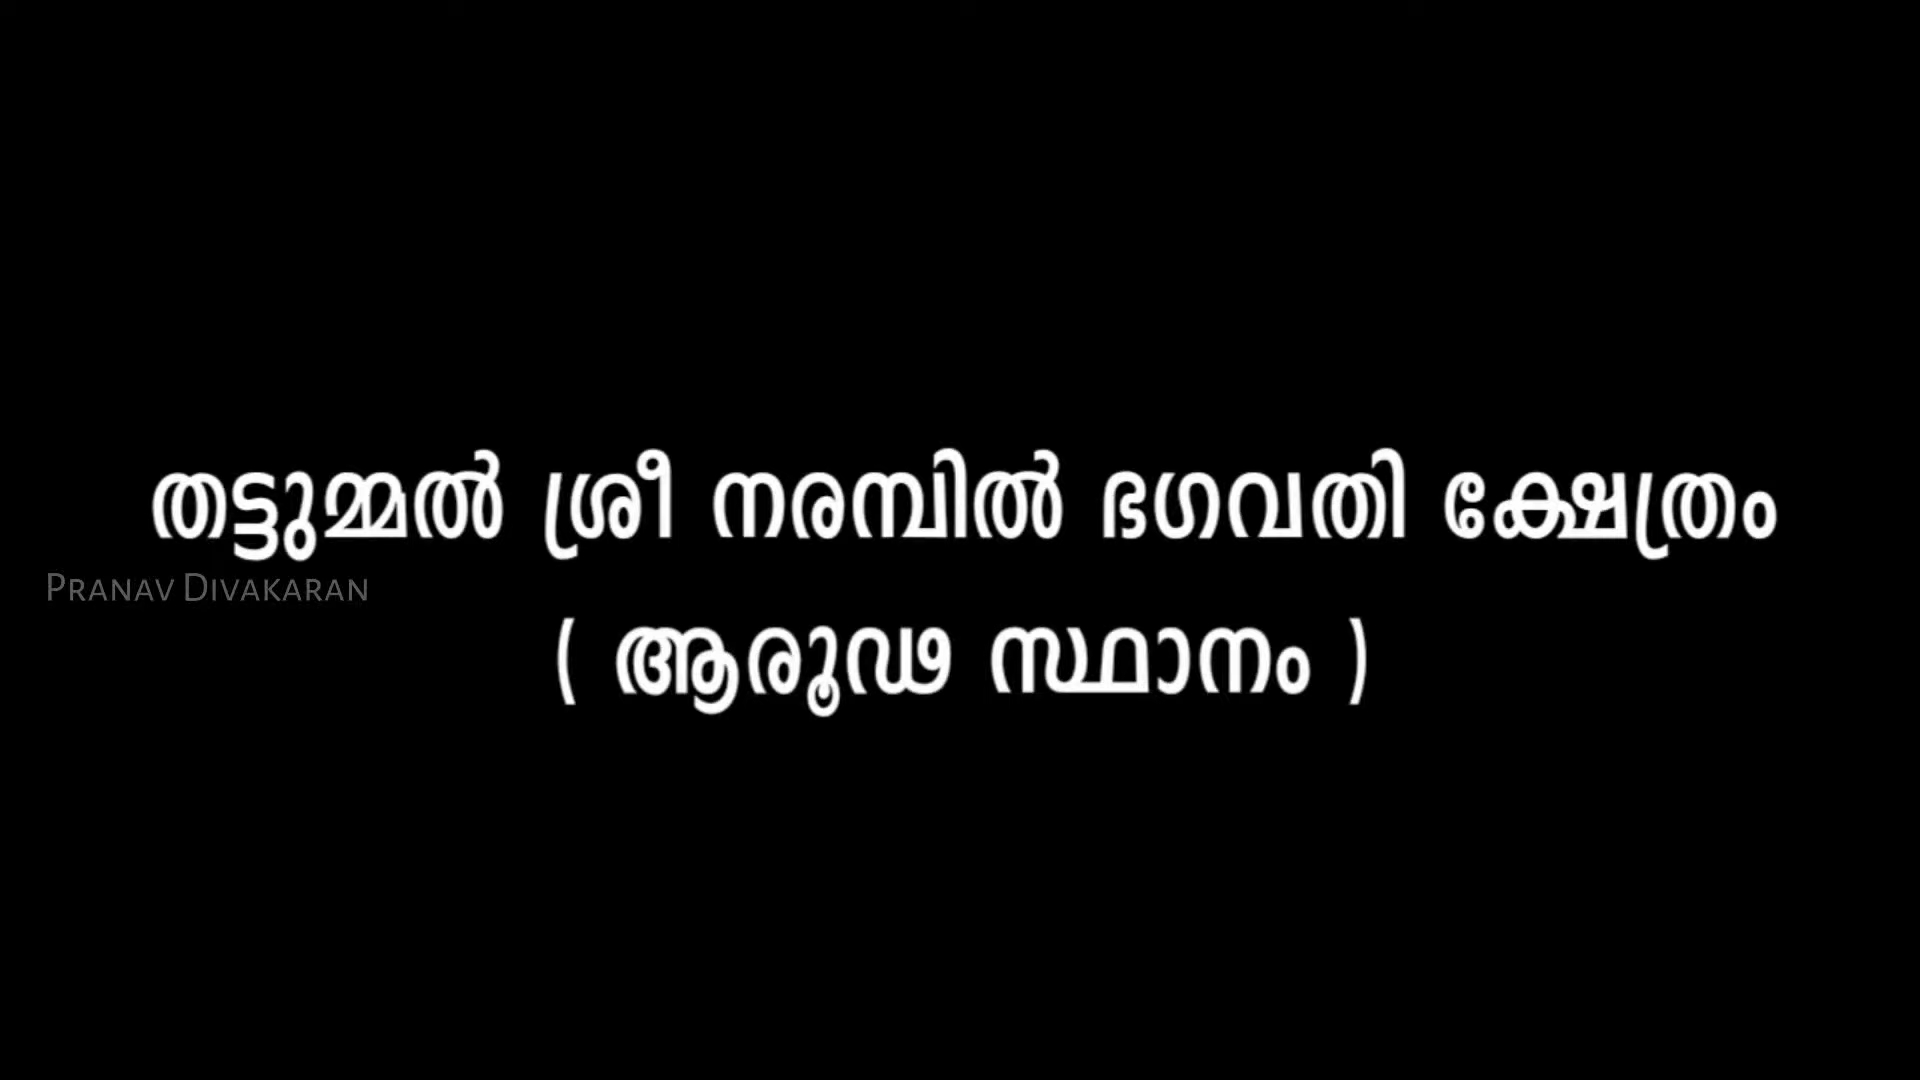 തട്ടുമ്മൽ ശ്രീ നരമ്പിൽ ഭഗവതി ക്ഷേത്രം
PRANAV DIVAKARAN
( ആരൂഢ സ്ഥാനം )